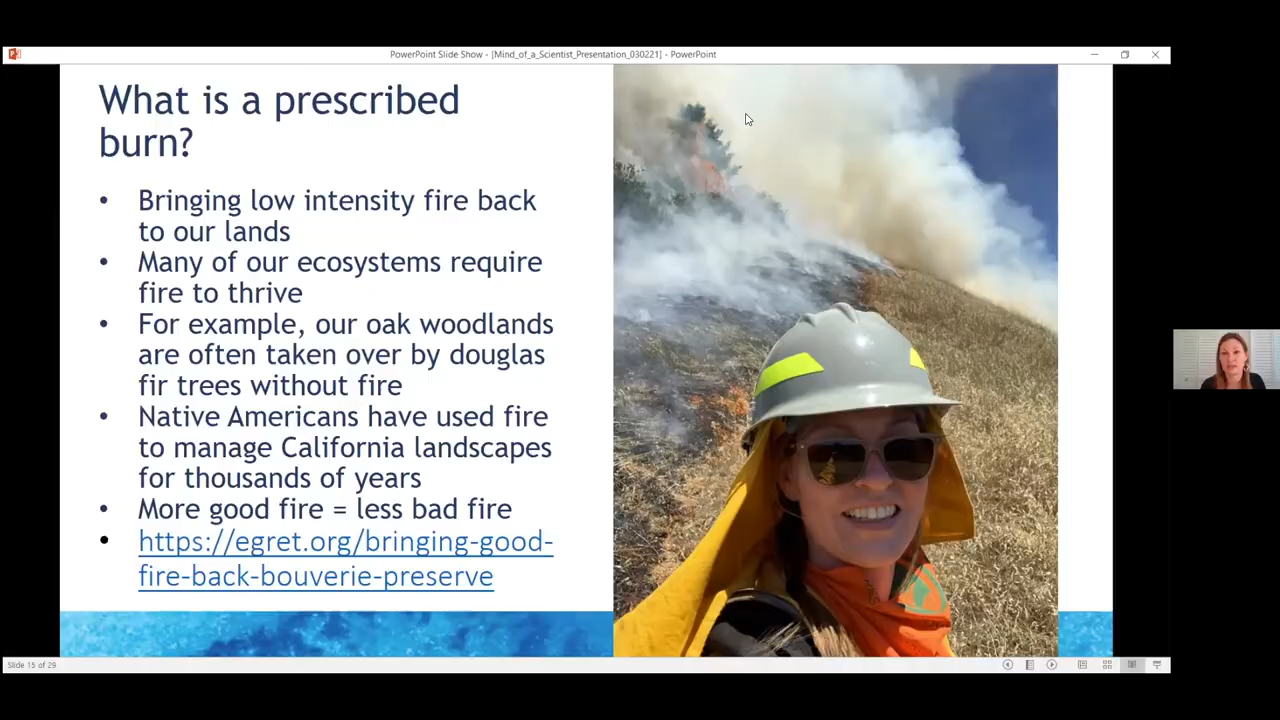 PowerPoint Slide Show - [Mind_of_a_Scientist_Presentation_030221] - PowerPoint
What is a prescribed
burn?
• Bringing low intensity fire back
to our lands
• Many of our ecosystems require
fire to thrive
• For example, our oak woodlands
are often taken over by douglas
fir trees without fire
• Native Americans have used fire
to manage California landscapes
for thousands of years
• More good fire = less bad fire
• https://egret.org/bringing-good-
fire-back-bouverie-preserve
Slide 15 of 29